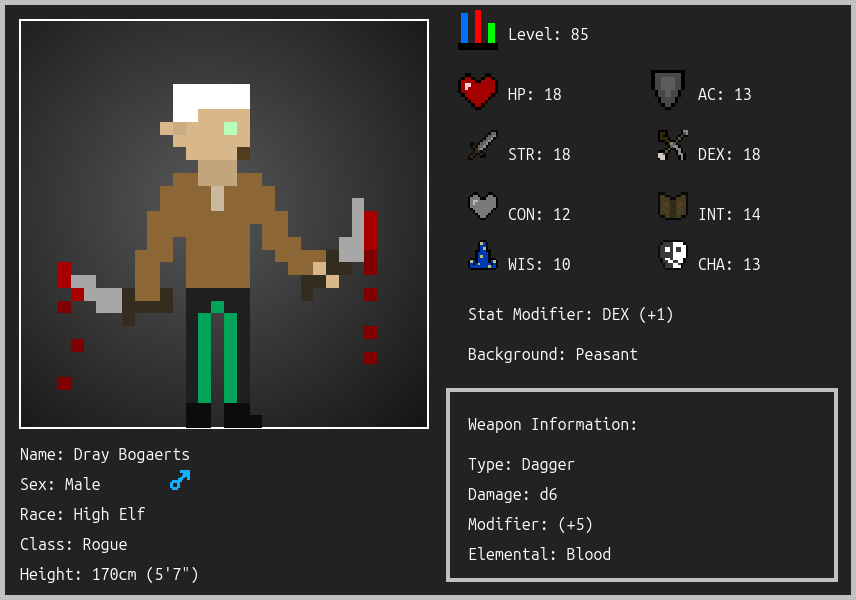 Level: 85
HP: 18
AC: 13
STR: 18
DEX: 18
CON: 12
INT: 14
WIS: 10
CHA: 13
Stat Modifier: DEX (+1)
Background: Peasant
Weapon Information:
Type: Dagger
Damage: d6
Modifier: (+5)
Elemental: Blood
Name: Dray Bogaerts
Sex: Male
Race: High Elf
Class: Rogue
Height: 170cm (5'7")